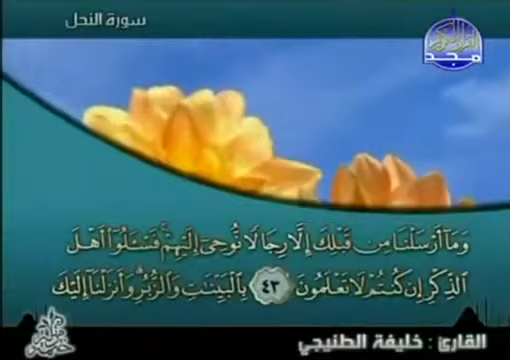 سورة النحل
مجد
وَمَا أَرْسَلْنَا مِن قَبْلِكَ إِلَّا رِجَالًا نُّوحِي إِلَيْهِمْ ۚ فَسْـَٔلُوٓا۟ أَهْلَ
الذِّكْرِ إِن كُنتُمْ لَا تَعْلَمُونَ ٤٣ بِالْبَيِّنَٰتِ وَالزُّبُرِ ۗ وَأَنزَلْنَا إِلَيْكَ
القارئ : خليفة الطنيجي